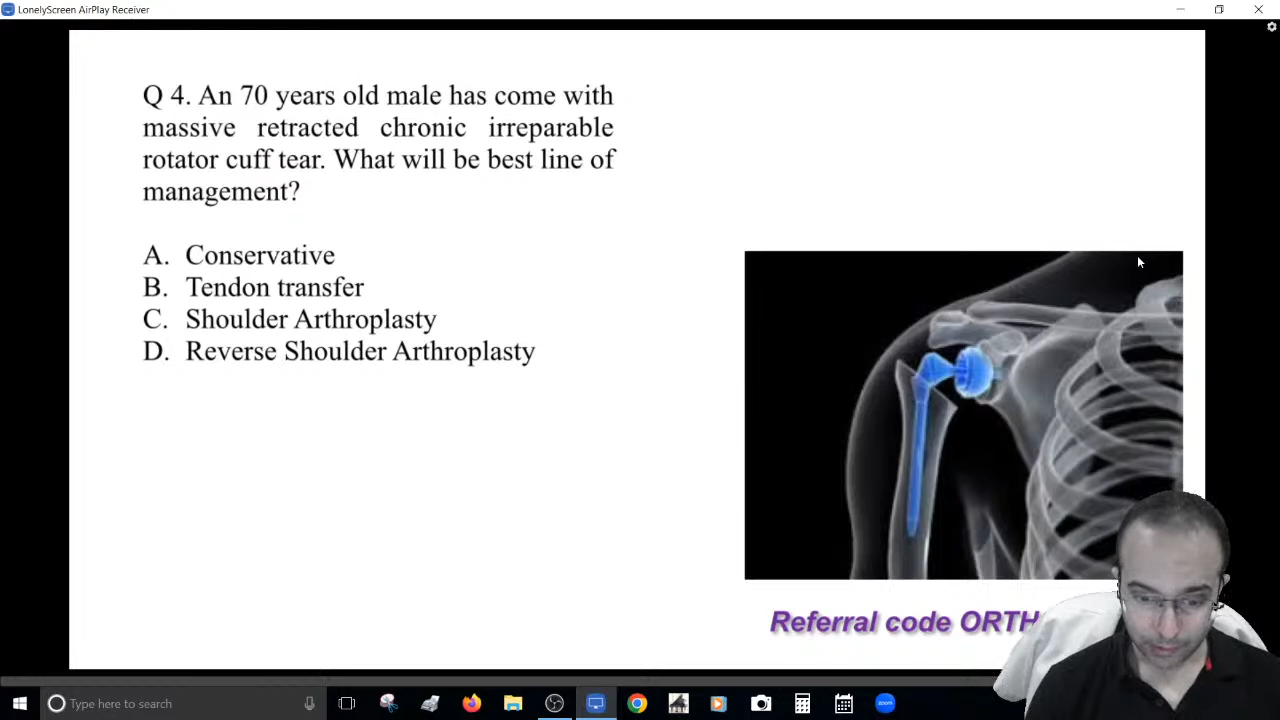 LonelyScreen AirPlay Receiver
Q 4. An 70 years old male has come with
massive retracted chronic irreparable
rotator cuff tear. What will be best line of
management?
A. Conservative
B. Tendon transfer
C. Shoulder Arthroplasty
D. Reverse Shoulder Arthroplasty
Referral code ORTH
Type here to search
zoom